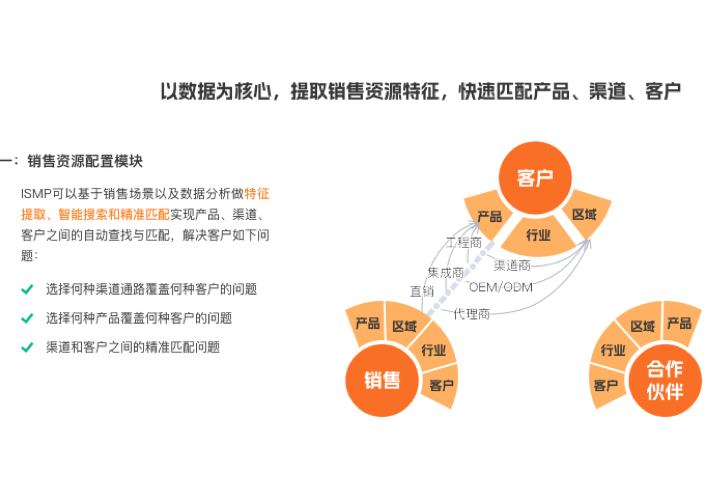 以数据为核心，提取销售资源特征，快速匹配产品、渠道、客户
一：销售资源配置模块
ISMP可以基于销售场景以及数据分析做特征
提取、智能搜索和精准匹配实现产品、渠道、
客户之间的自动查找与匹配，解决客户如下问
题：
选择何种渠道通路覆盖何种客户的问题
选择何种产品覆盖何种客户的问题
渠道和客户之间的精准匹配问题
客户
产品
行业
区域
工程商
渠道商
集成商
OEM/ODM
直销
代理商
产品
区域
行业
客户
销售
产品
区域
行业
客户
合作
伙伴